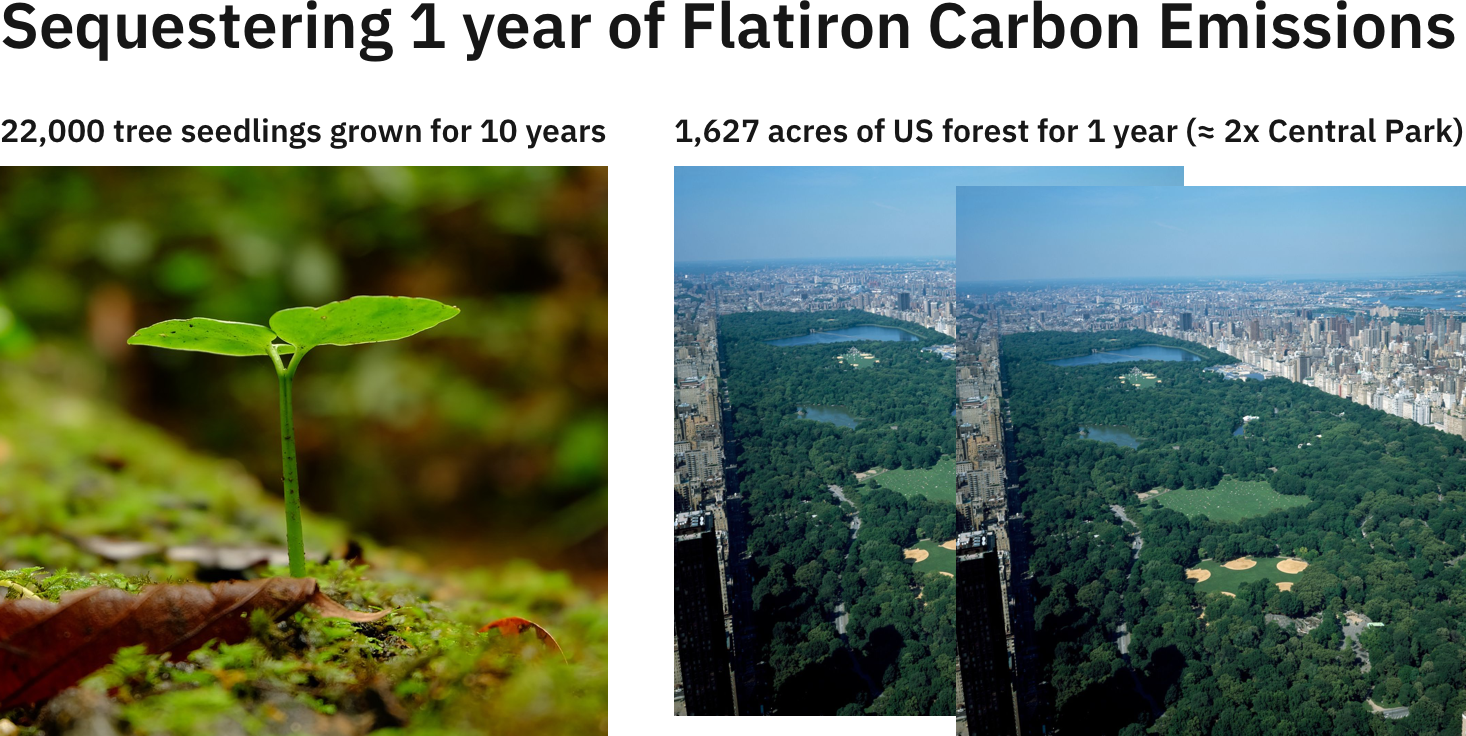 Sequestering 1 year of Flatiron Carbon Emissions
22,000 tree seedlings grown for 10 years
1,627 acres of US forest for 1 year (≈ 2x Central Park)